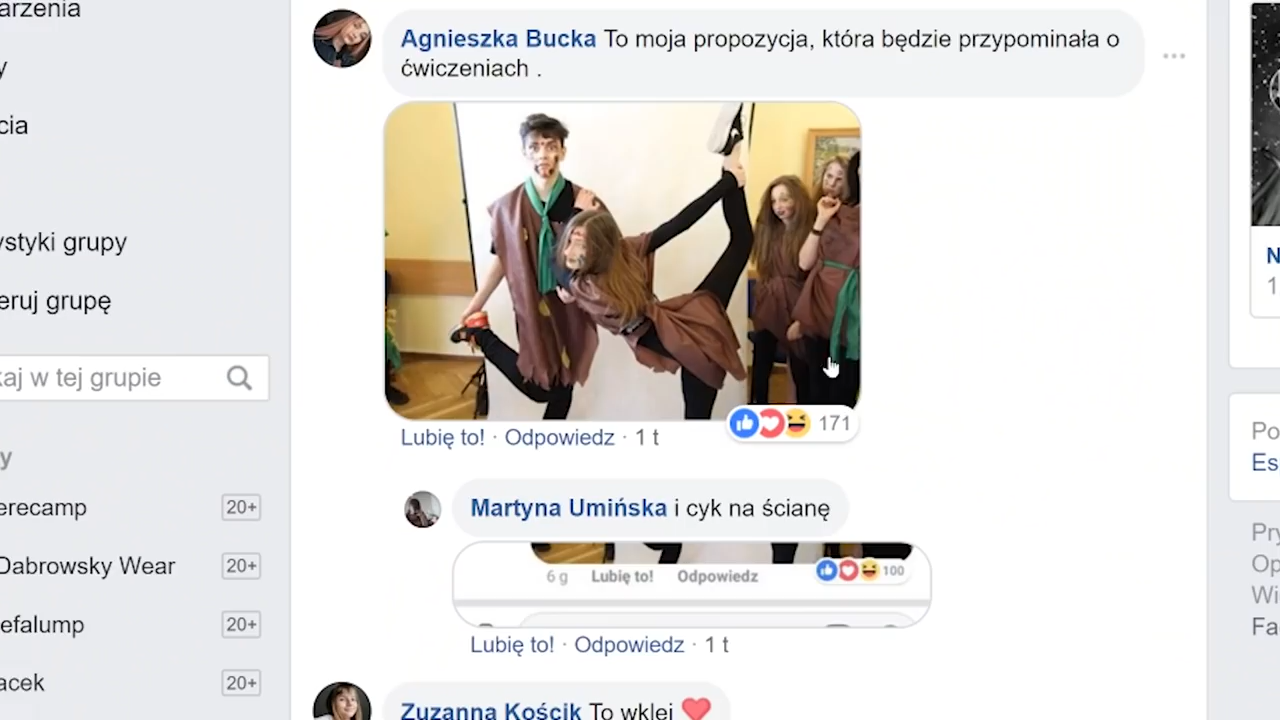 arzenia
y
cia
ystyki grupy
eruj grupę
kaj w tej grupie
y
erecamp 20+
Dabrowsky Wear 20+
efalump 20+
acek 20+
Agnieszka Bucka To moja propozycja, która będzie przypominała o
ćwiczeniach .
171
Lubię to! · Odpowiedz · 1 t
Martyna Umińska i cyk na ścianę
6 g Lubię to! Odpowiedz 100
Lubię to! · Odpowiedz · 1 t
Zuzanna Kościk To wklej ❤
N
1
Po
Es
Pry
Op
Wi
Fa